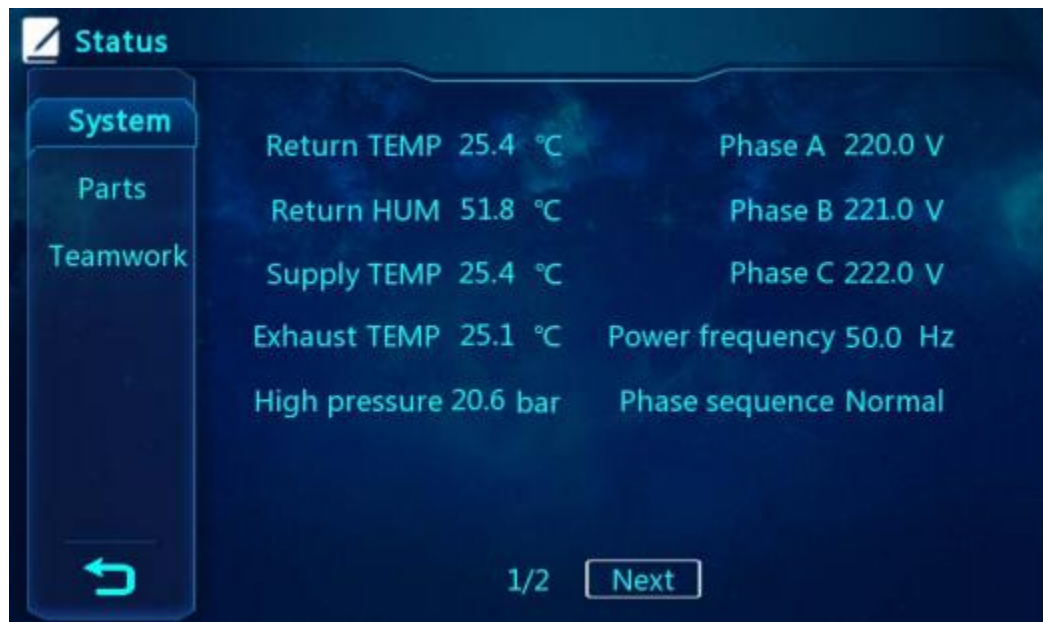 Status
System
Parts
Teamwork
Return TEMP 25.4 ℃
Return HUM 51.8 ℃
Supply TEMP 25.4 ℃
Exhaust TEMP 25.1 ℃
High pressure 20.6 bar
Phase A 220.0 V
Phase B 221.0 V
Phase C 222.0 V
Power frequency 50.0 Hz
Phase sequence Normal
1/2 Next